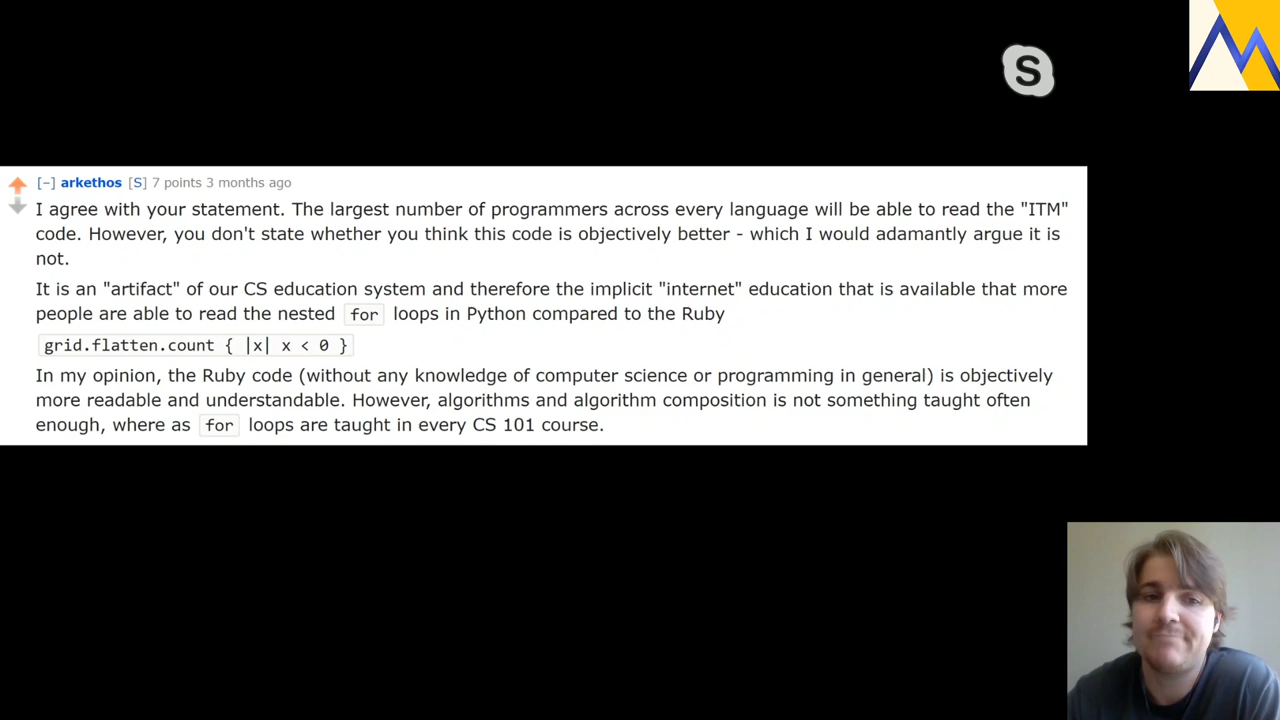 S
[−] arkethos [S] 7 points 3 months ago
I agree with your statement. The largest number of programmers across every language will be able to read the "ITM"
code. However, you don't state whether you think this code is objectively better - which I would adamantly argue it is
not.
It is an "artifact" of our CS education system and therefore the implicit "internet" education that is available that more
people are able to read the nested for loops in Python compared to the Ruby
grid.flatten.count { |x| x < 0 }
In my opinion, the Ruby code (without any knowledge of computer science or programming in general) is objectively
more readable and understandable. However, algorithms and algorithm composition is not something taught often
enough, where as for loops are taught in every CS 101 course.